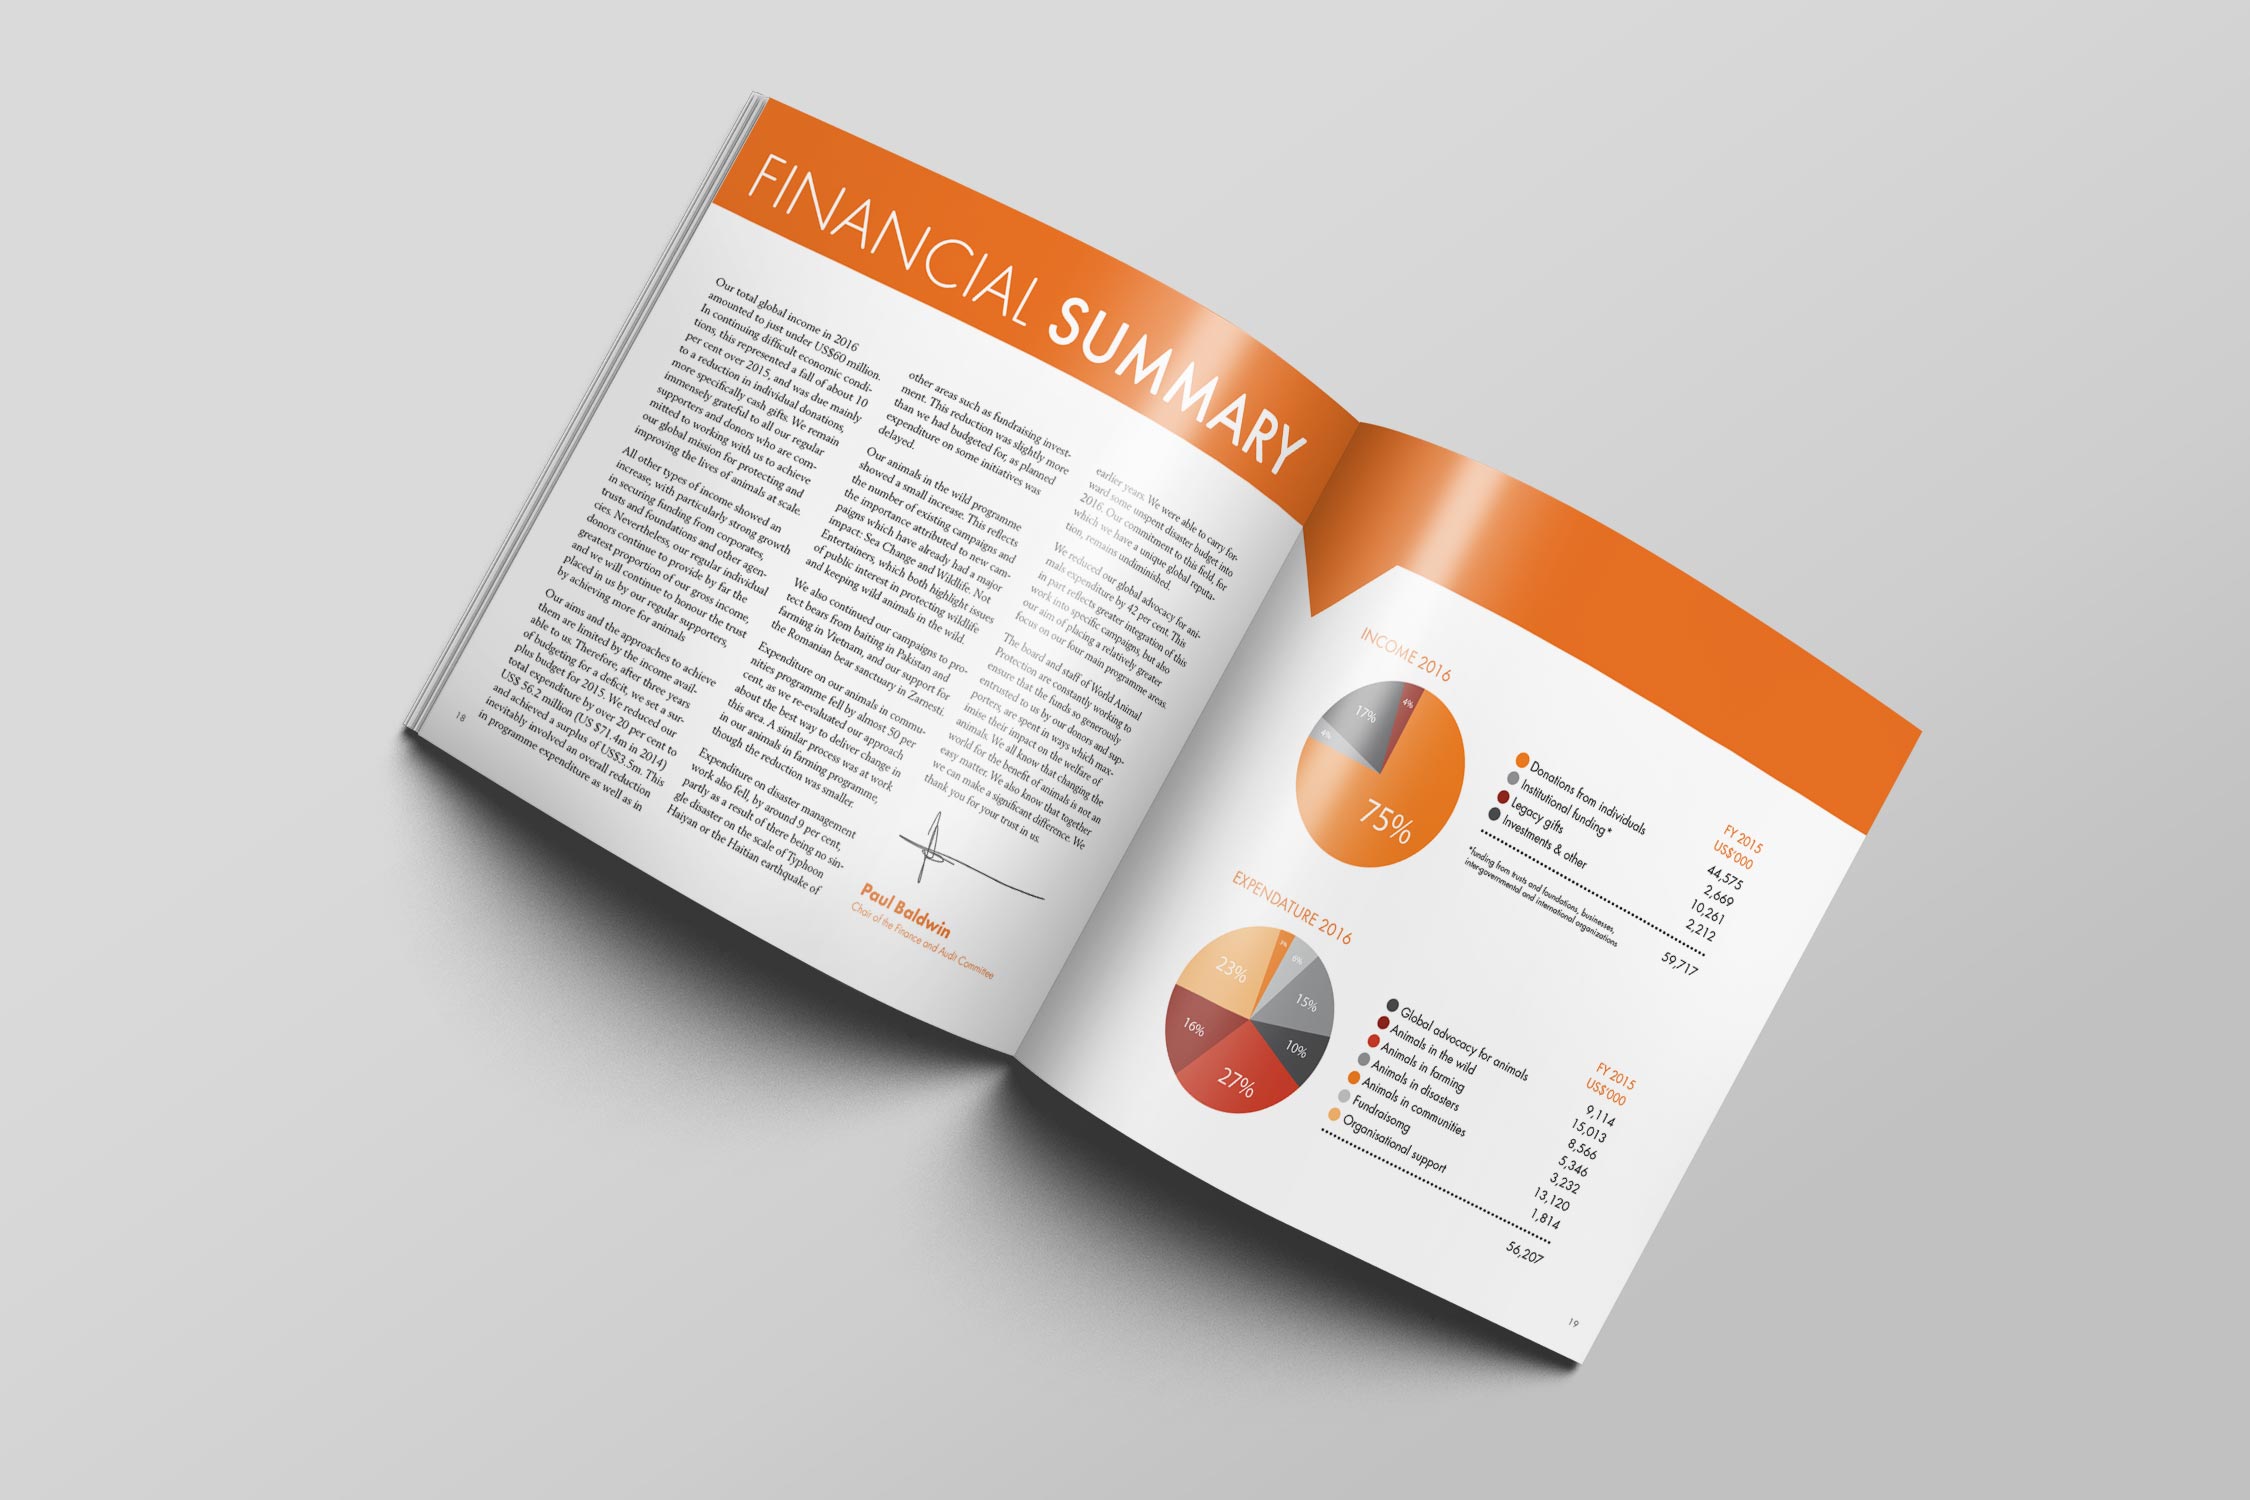 FINANCIAL SUMMARY
Our total global income in 2016
amounted to just under US$60 million.
In continuing difficult economic condi-
tions, this represented a fall of about 10
per cent over 2015, and was due mainly
to a reduction in individual donations,
more specifically cash gifts. We remain
immensely grateful to all our regular
supporters and donors who are com-
mitted to working with us to achieve
our global mission for protecting and
improving the lives of animals at scale.
All other types of income showed an
increase, with particularly strong growth
in securing funding from corporates,
trusts and foundations and other agen-
cies. Nevertheless, our regular individual
donors continue to provide by far the
greatest proportion of our gross income,
and we will continue to honour the trust
placed in us by our regular supporters,
by achieving more for animals
Our aims and the approaches to achieve
them are limited by the income avail-
able to us. Therefore, after three years
of budgeting for a deficit, we set a sur-
plus budget for 2015. We reduced our
total expenditure by over 20 per cent to
US$ 56.2 million (US $71.4m in 2014)
and achieved a surplus of US$3.5m. This
inevitably involved an overall reduction
in programme expenditure as well as in
18
other areas such as fundraising invest-
ment. This reduction was slightly more
than we had budgeted for, as planned
expenditure on some initiatives was
delayed.
Our animals in the wild programme
showed a small increase. This reflects
the number of existing campaigns and
the importance attributed to new cam-
paigns which have already had a major
impact: Sea Change and Wildlife. Not
Entertainers, which both highlight issues
of public interest in protecting wildlife
and keeping wild animals in the wild.
We also continued our campaigns to pro-
tect bears from baiting in Pakistan and
farming in Vietnam, and our support for
the Romanian bear sanctuary in Zarnesti.
Expenditure on our animals in commu-
nities programme fell by almost 50 per
cent, as we re-evaluated our approach
about the best way to deliver change in
this area. A similar process was at work
in our animals in farming programme,
though the reduction was smaller.
Expenditure on disaster management
work also fell, by around 9 per cent,
partly as a result of there being no sin-
gle disaster on the scale of Typhoon
Haiyan or the Haitian earthquake of
earlier years. We were able to carry for-
ward some unspent disaster budget into
2016. Our commitment to this field, for
which we have a unique global reputa-
tion, remains undiminished.
We reduced our global advocacy for ani-
mals expenditure by 42 per cent. This
in part reflects greater integration of this
work into specific campaigns, but also
our aim of placing a relatively greater
focus on our four main programme areas.
The board and staff of World Animal
Protection are constantly working to
ensure that the funds so generously
entrusted to us by our donors and sup-
porters, are spent in ways which max-
imise their impact on the welfare of
animals. We all know that changing the
world for the benefit of animals is not an
easy matter. We also know that together
we can make a significant difference. We
thank you for your trust in us.
Paul Baldwin
Chair of the Finance and Audit Committee
INCOME 2016
4%
17%
4%
75%
FY 2015
US$'000
Donations from individuals 44,575
Institutional funding* 2,669
Legacy gifts 10,261
Investments & other 2,212
59,717
*funding from trusts and foundations, businesses,
intergovernmental and international organizations
EXPENDATURE 2016
3%
6%
23%
15%
16%
10%
27%
FY 2015
US$'000
Global advocacy for animals 9,114
Animals in the wild 15,013
Animals in farming 8,566
Animals in disasters 5,346
Animals in communities 3,232
Fundraisomg 13,120
Organisational support 1,814
56,207
19